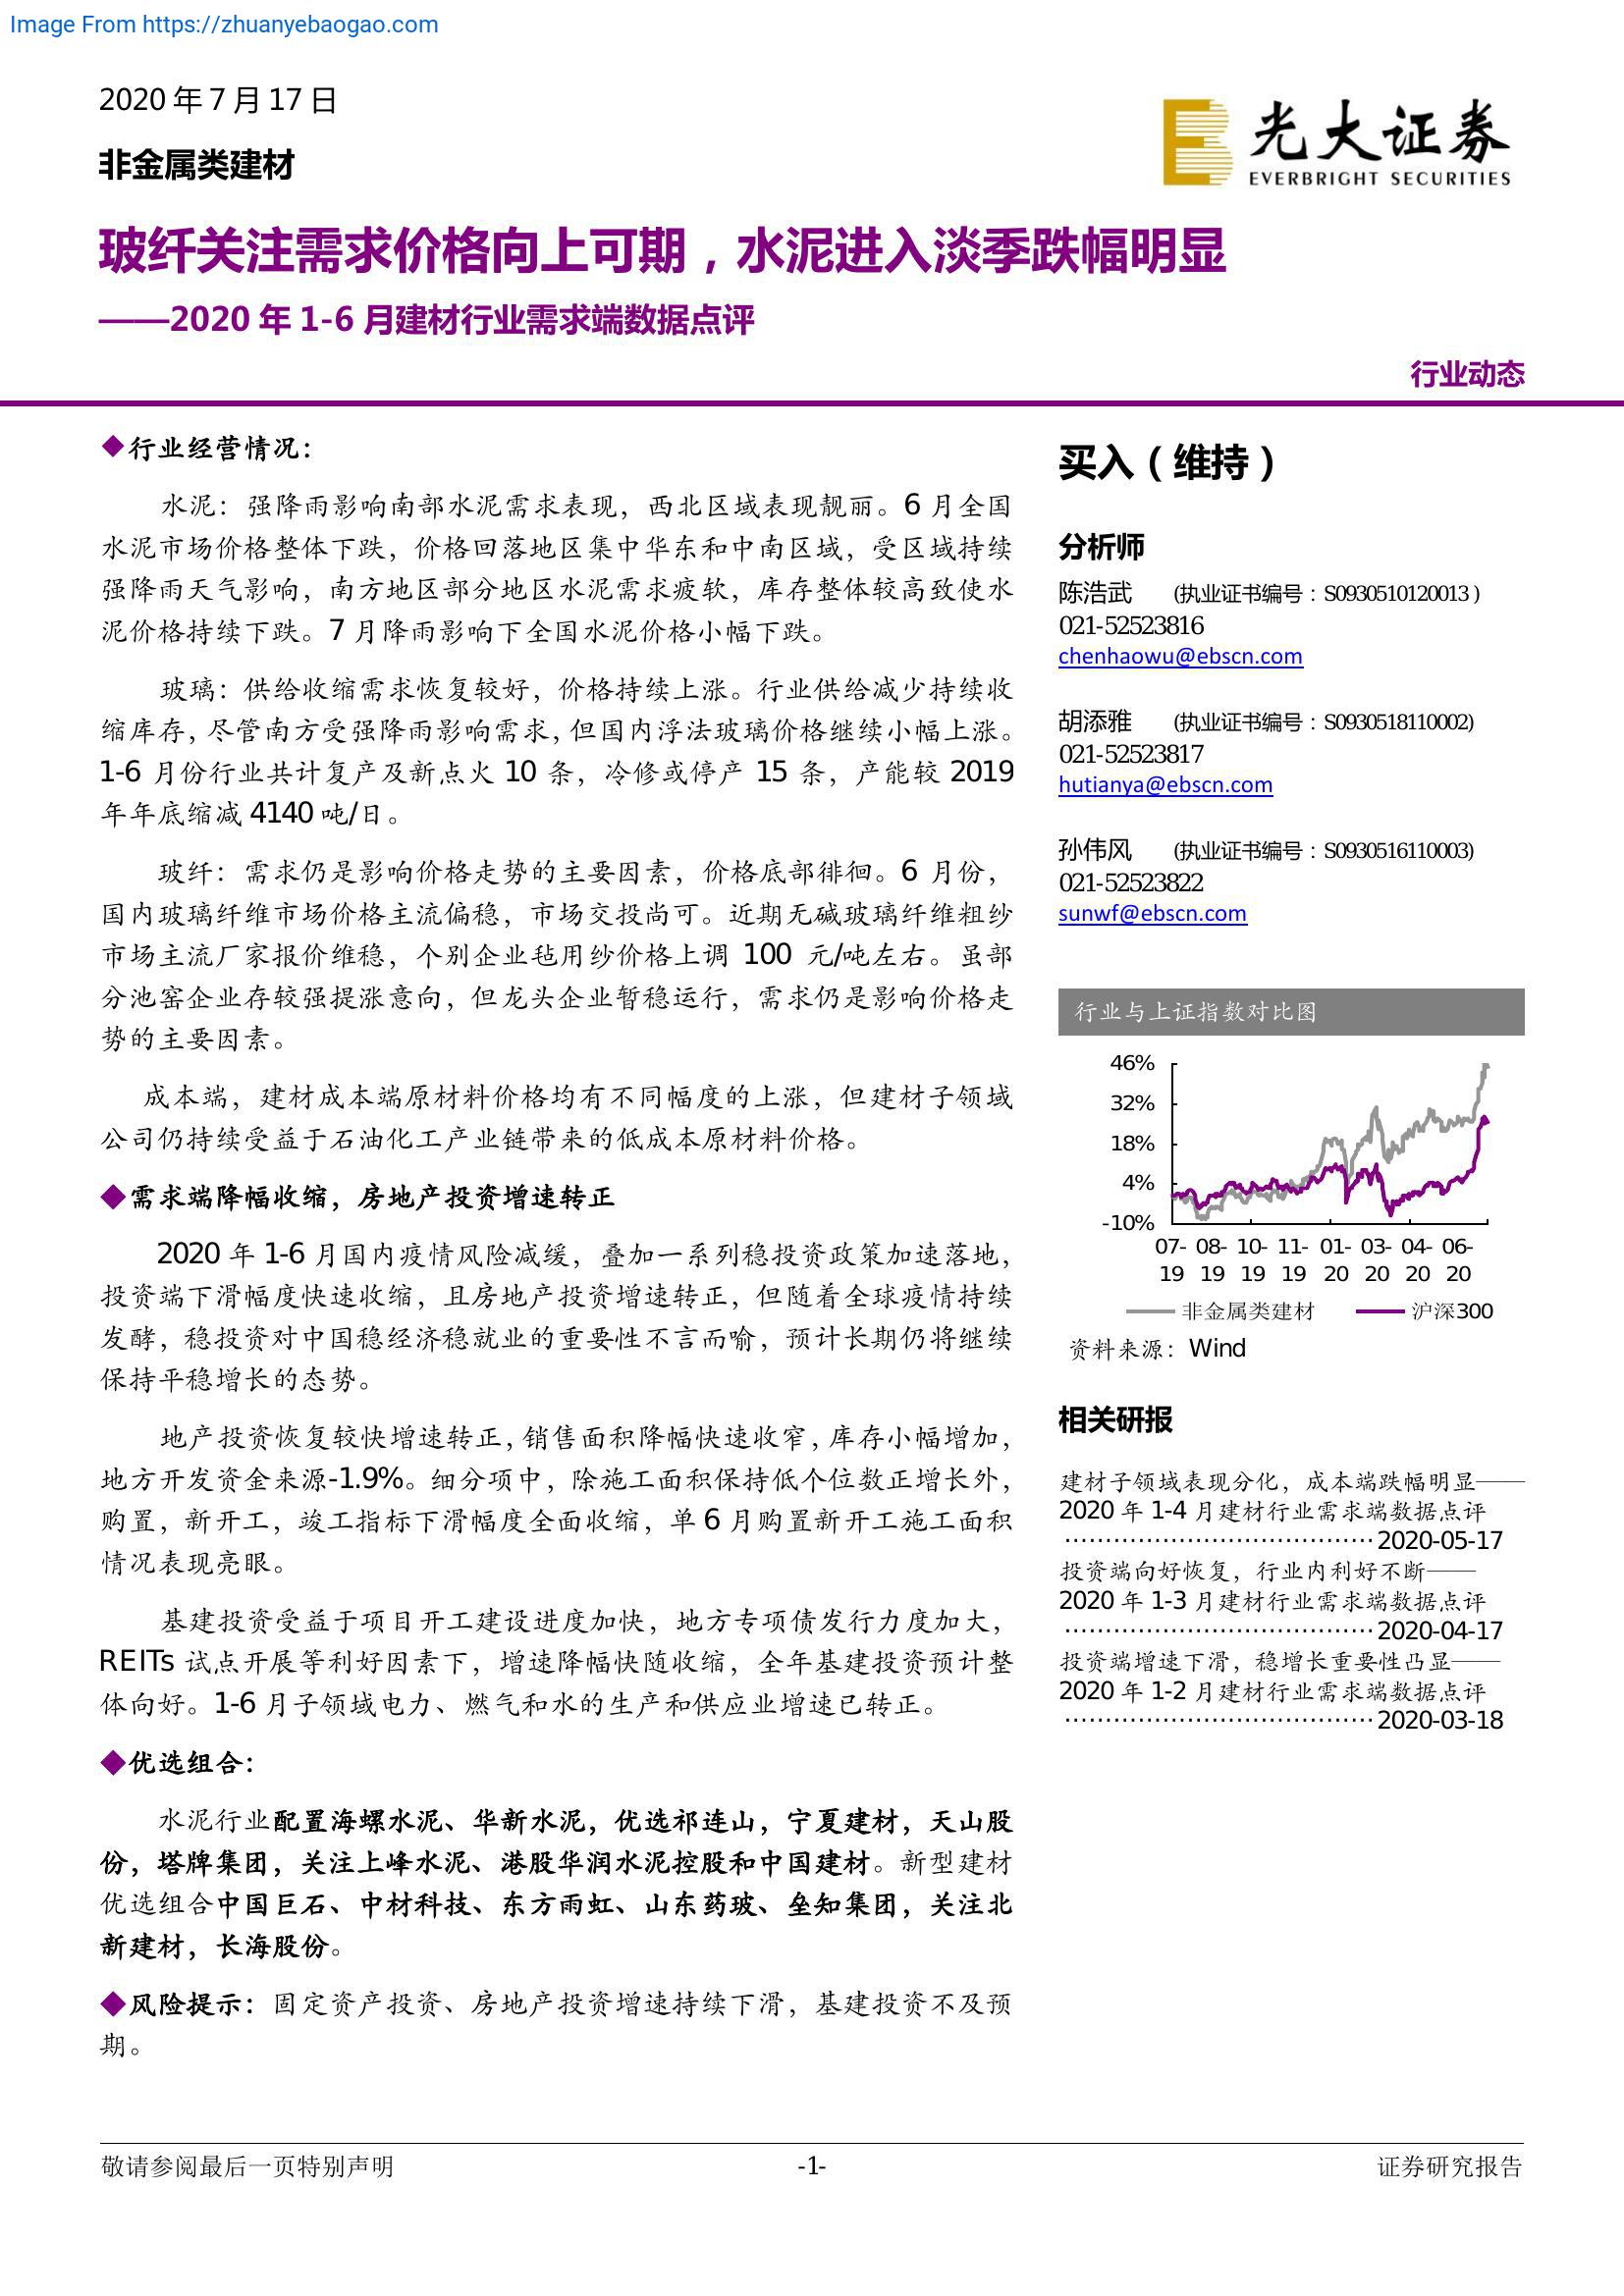 Image From https://zhuanyebaogao.com
2020 年 7 月 17 日
非金属类建材
光大证券
EVERBRIGHT SECURITIES
玻纤关注需求价格向上可期，水泥进入淡季跌幅明显
——2020 年 1-6 月建材行业需求端数据点评
行业动态
◆行业经营情况：
水泥：强降雨影响南部水泥需求表现，西北区域表现靓丽。6 月全国
水泥市场价格整体下跌，价格回落地区集中华东和中南区域，受区域持续
强降雨天气影响，南方地区部分地区水泥需求疲软，库存整体较高致使水
泥价格持续下跌。7 月降雨影响下全国水泥价格小幅下跌。
玻璃：供给收缩需求恢复较好，价格持续上涨。行业供给减少持续收
缩库存，尽管南方受强降雨影响需求，但国内浮法玻璃价格继续小幅上涨。
1-6 月份行业共计复产及新点火 10 条，冷修或停产 15 条，产能较 2019
年年底缩减 4140 吨/日。
玻纤：需求仍是影响价格走势的主要因素，价格底部徘徊。6 月份，
国内玻璃纤维市场价格主流偏稳，市场交投尚可。近期无碱玻璃纤维粗纱
市场主流厂家报价维稳，个别企业毡用纱价格上调 100 元/吨左右。虽部
分池窑企业存较强提涨意向，但龙头企业暂稳运行，需求仍是影响价格走
势的主要因素。
成本端，建材成本端原材料价格均有不同幅度的上涨，但建材子领域
公司仍持续受益于石油化工产业链带来的低成本原材料价格。
◆需求端降幅收缩，房地产投资增速转正
2020 年 1-6 月国内疫情风险减缓，叠加一系列稳投资政策加速落地，
投资端下滑幅度快速收缩，且房地产投资增速转正，但随着全球疫情持续
发酵，稳投资对中国稳经济稳就业的重要性不言而喻，预计长期仍将继续
保持平稳增长的态势。
地产投资恢复较快增速转正，销售面积降幅快速收窄，库存小幅增加，
地方开发资金来源-1.9%。细分项中，除施工面积保持低个位数正增长外，
购置，新开工，竣工指标下滑幅度全面收缩，单 6 月购置新开工施工面积
情况表现亮眼。
基建投资受益于项目开工建设进度加快，地方专项债发行力度加大，
REITs 试点开展等利好因素下，增速降幅快随收缩，全年基建投资预计整
体向好。1-6 月子领域电力、燃气和水的生产和供应业增速已转正。
◆优选组合：
水泥行业配置海螺水泥、华新水泥，优选祁连山，宁夏建材，天山股
份，塔牌集团，关注上峰水泥、港股华润水泥控股和中国建材。新型建材
优选组合中国巨石、中材科技、东方雨虹、山东药玻、垒知集团，关注北
新建材，长海股份。
◆风险提示：固定资产投资、房地产投资增速持续下滑，基建投资不及预
期。
买入（维持）
分析师
陈浩武 (执业证书编号：S0930510120013 )
021-52523816
chenhaowu@ebscn.com
胡添雅 (执业证书编号：S0930518110002)
021-52523817
hutianya@ebscn.com
孙伟风 (执业证书编号：S0930516110003)
021-52523822
sunwf@ebscn.com
行业与上证指数对比图
46%
32%
18%
4%
-10%
07- 08- 10- 11- 01- 03- 04- 06-
19 19 19 19 20 20 20 20
非金属类建材 沪深300
资料来源：Wind
相关研报
建材子领域表现分化，成本端跌幅明显——
2020 年 1-4 月建材行业需求端数据点评
······································2020-05-17
投资端向好恢复，行业内利好不断——
2020 年 1-3 月建材行业需求端数据点评
······································2020-04-17
投资端增速下滑，稳增长重要性凸显——
2020 年 1-2 月建材行业需求端数据点评
······································2020-03-18
敬请参阅最后一页特别声明 -1- 证券研究报告